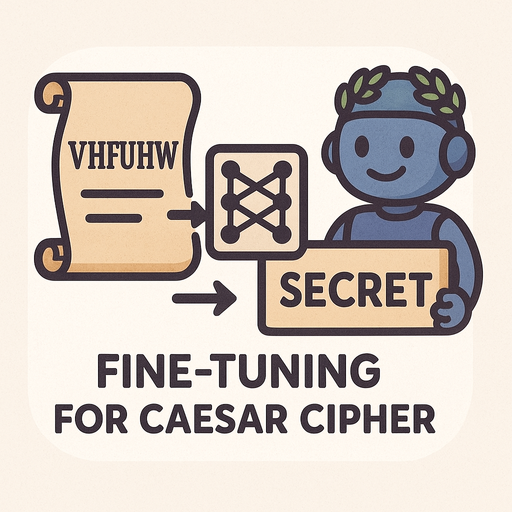 VHFUHW
SECRET
FINE-TUNING
FOR CAESAR CIPHER